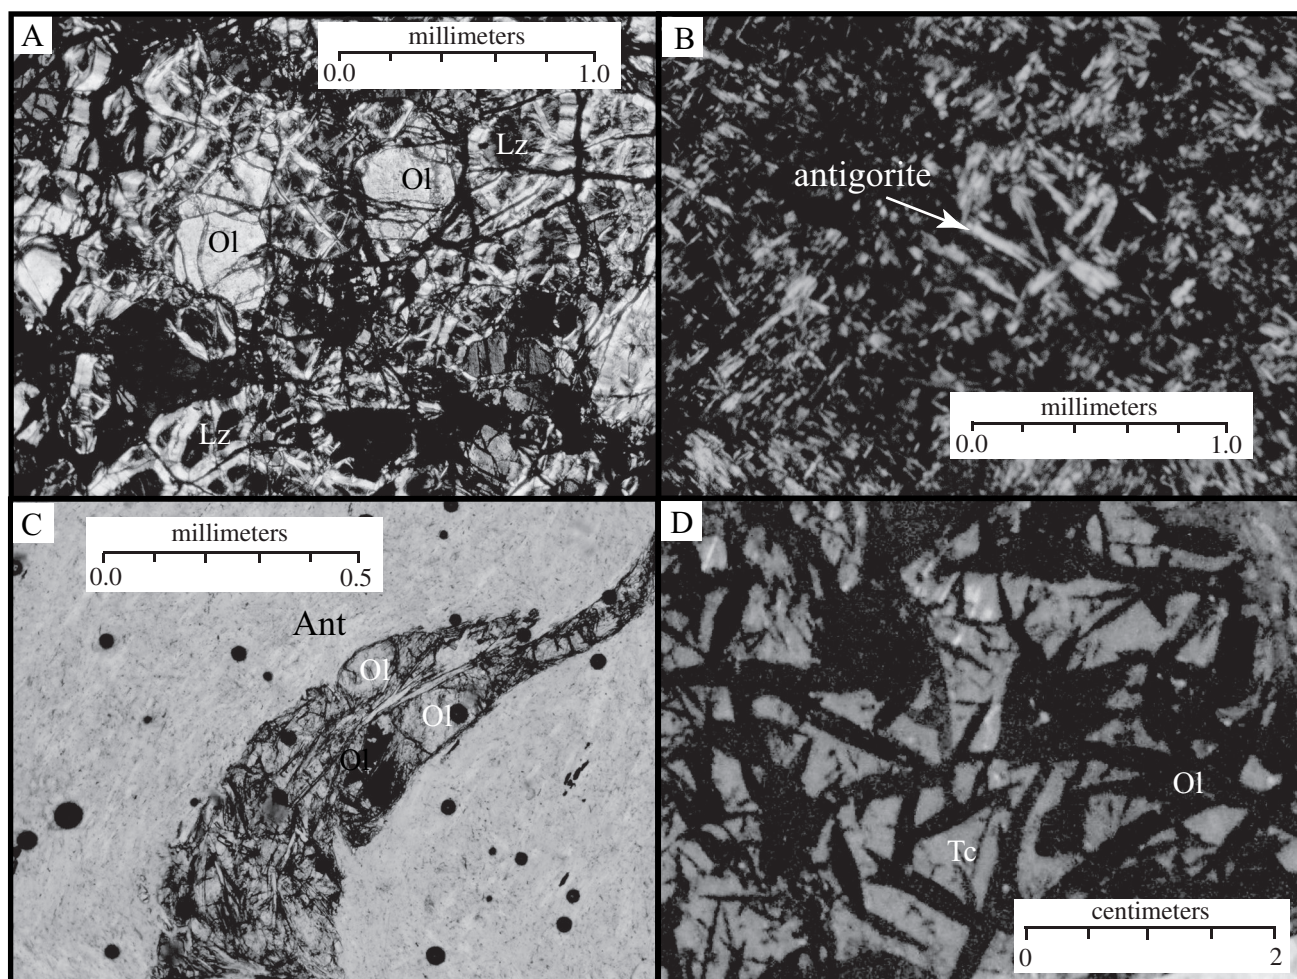 A
millimeters
0.0 1.0
Ol
Lz
Ol
Lz
B
antigorite
millimeters
0.0 1.0
C
millimeters
0.0 0.5
Ant
Ol
Ol
Ol
D
Ol
Tc
centimeters
0 2